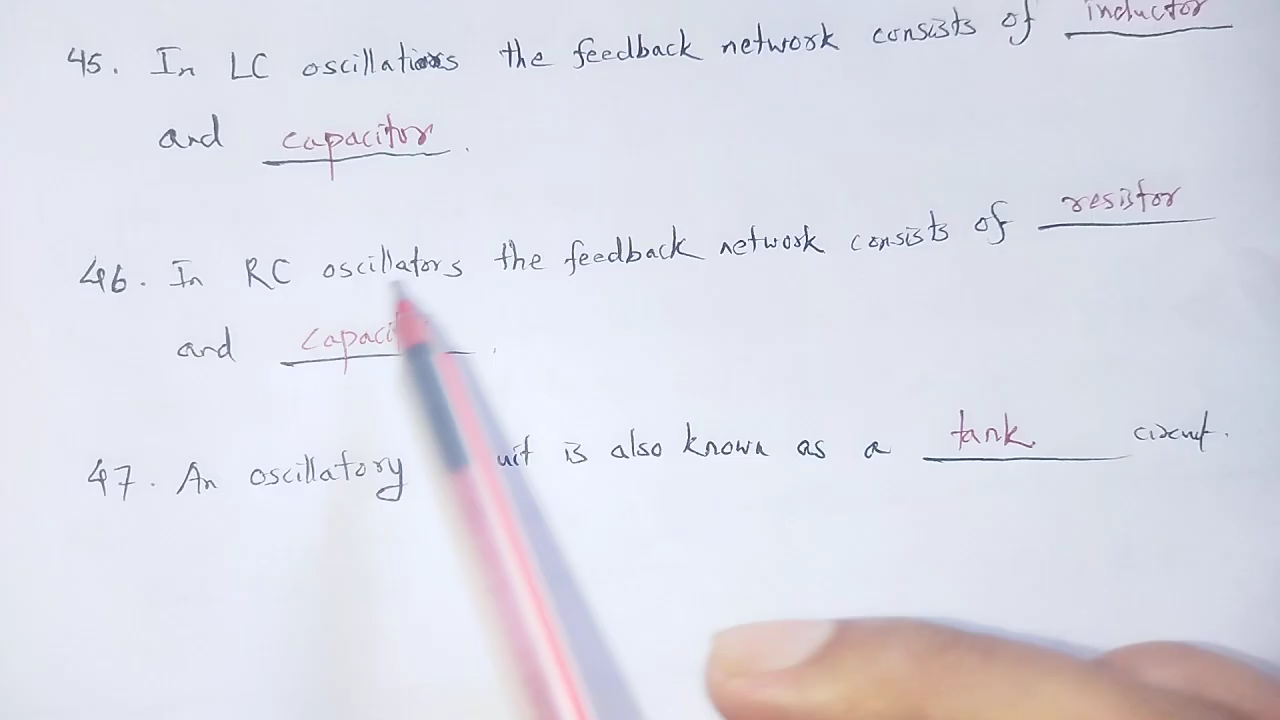 45. In LC oscillations the feedback network consists of inductor
and capacitor.
46. In RC oscillators the feedback network consists of resistor
and
47. An oscillatory is also known as a tank circuit.